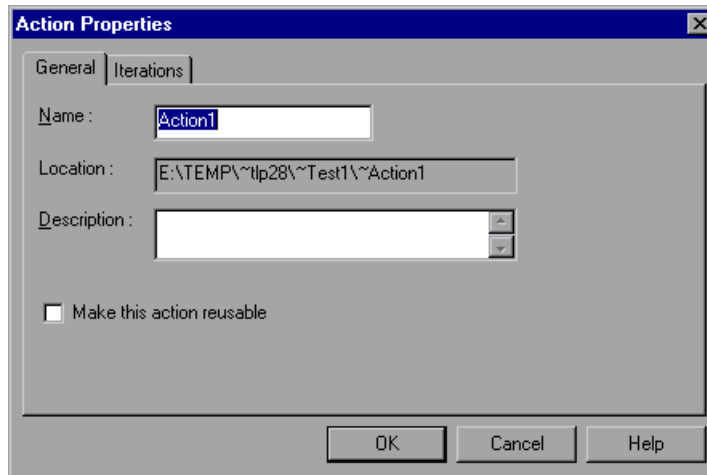 Action Properties
General Iterations
Name : Action1
Location : E:\TEMP\~tlp28\~Test1\~Action1
Description :
Make this action reusable
OK Cancel Help